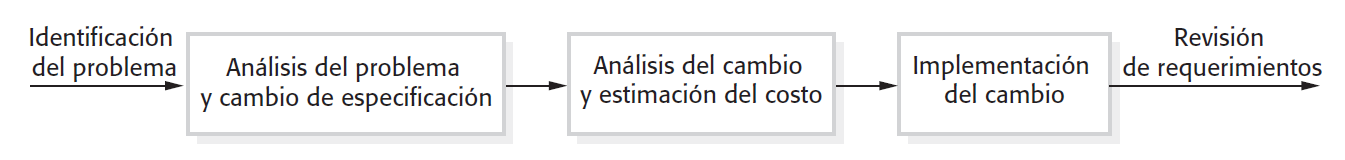 Identificación
del problema
Análisis del problema
y cambio de especificación
Análisis del cambio
y estimación del costo
Implementación
del cambio
Revisión
de requerimientos